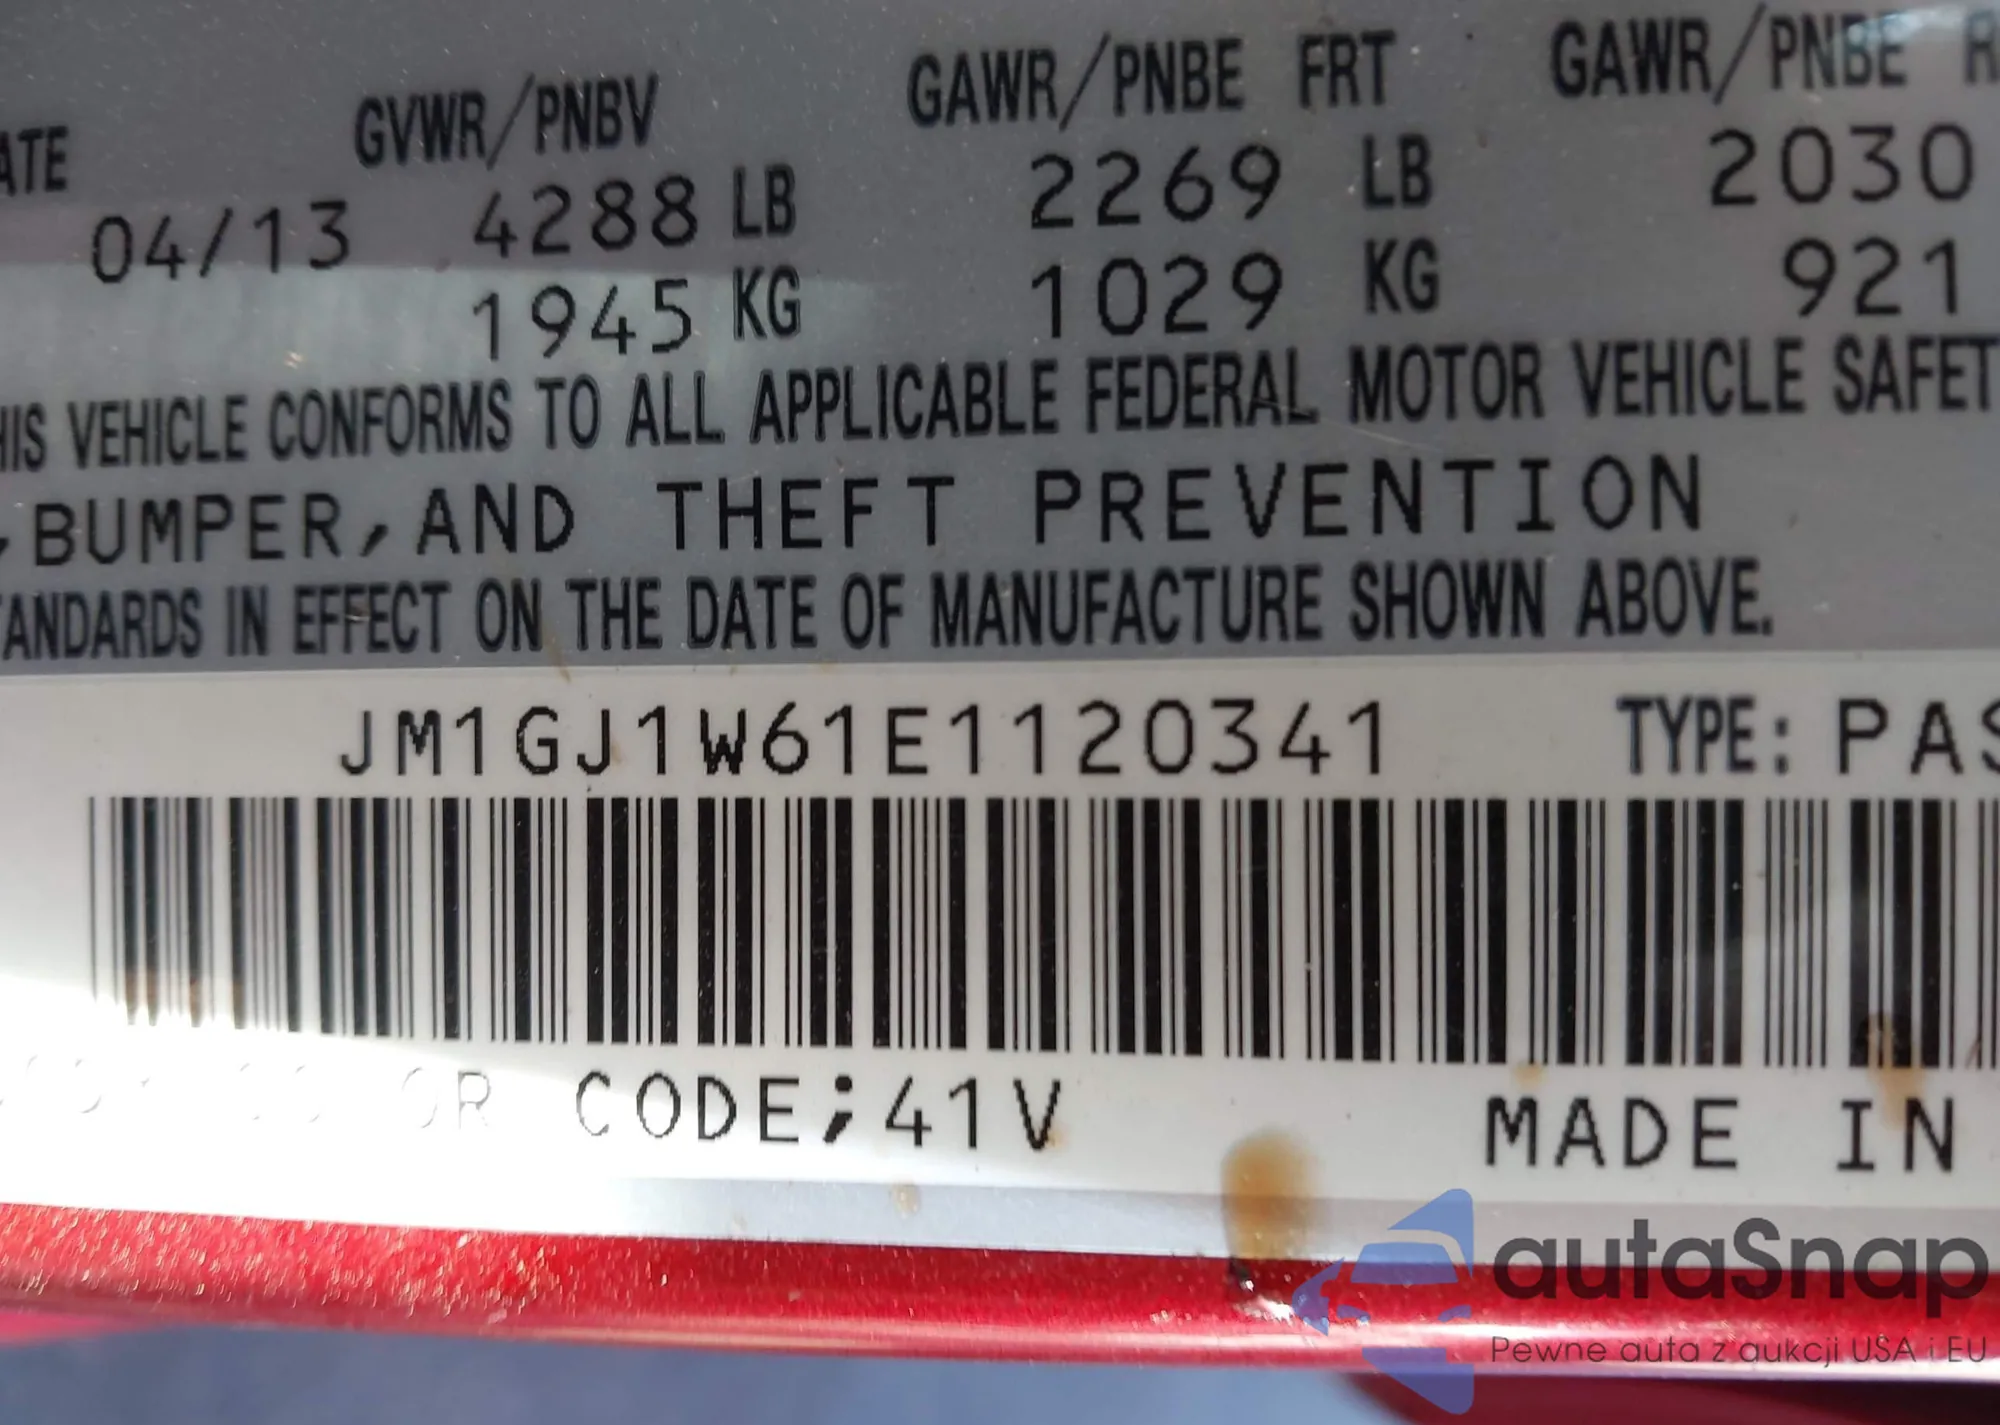 ATE GVWR/PNBV GAWR/PNBE FRT GAWR/PNBE R
04/13 4288 LB 2269 LB 2030
1945 KG 1029 KG 921
HIS VEHICLE CONFORMS TO ALL APPLICABLE FEDERAL MOTOR VEHICLE SAFET
,BUMPER,AND THEFT PREVENTION
TANDARDS IN EFFECT ON THE DATE OF MANUFACTURE SHOWN ABOVE.
JM1GJ1W61E1120341 TYPE: PAS
OR CODE;41V
MADE IN
autaSnap
Pewne auta z aukcji USA i EU